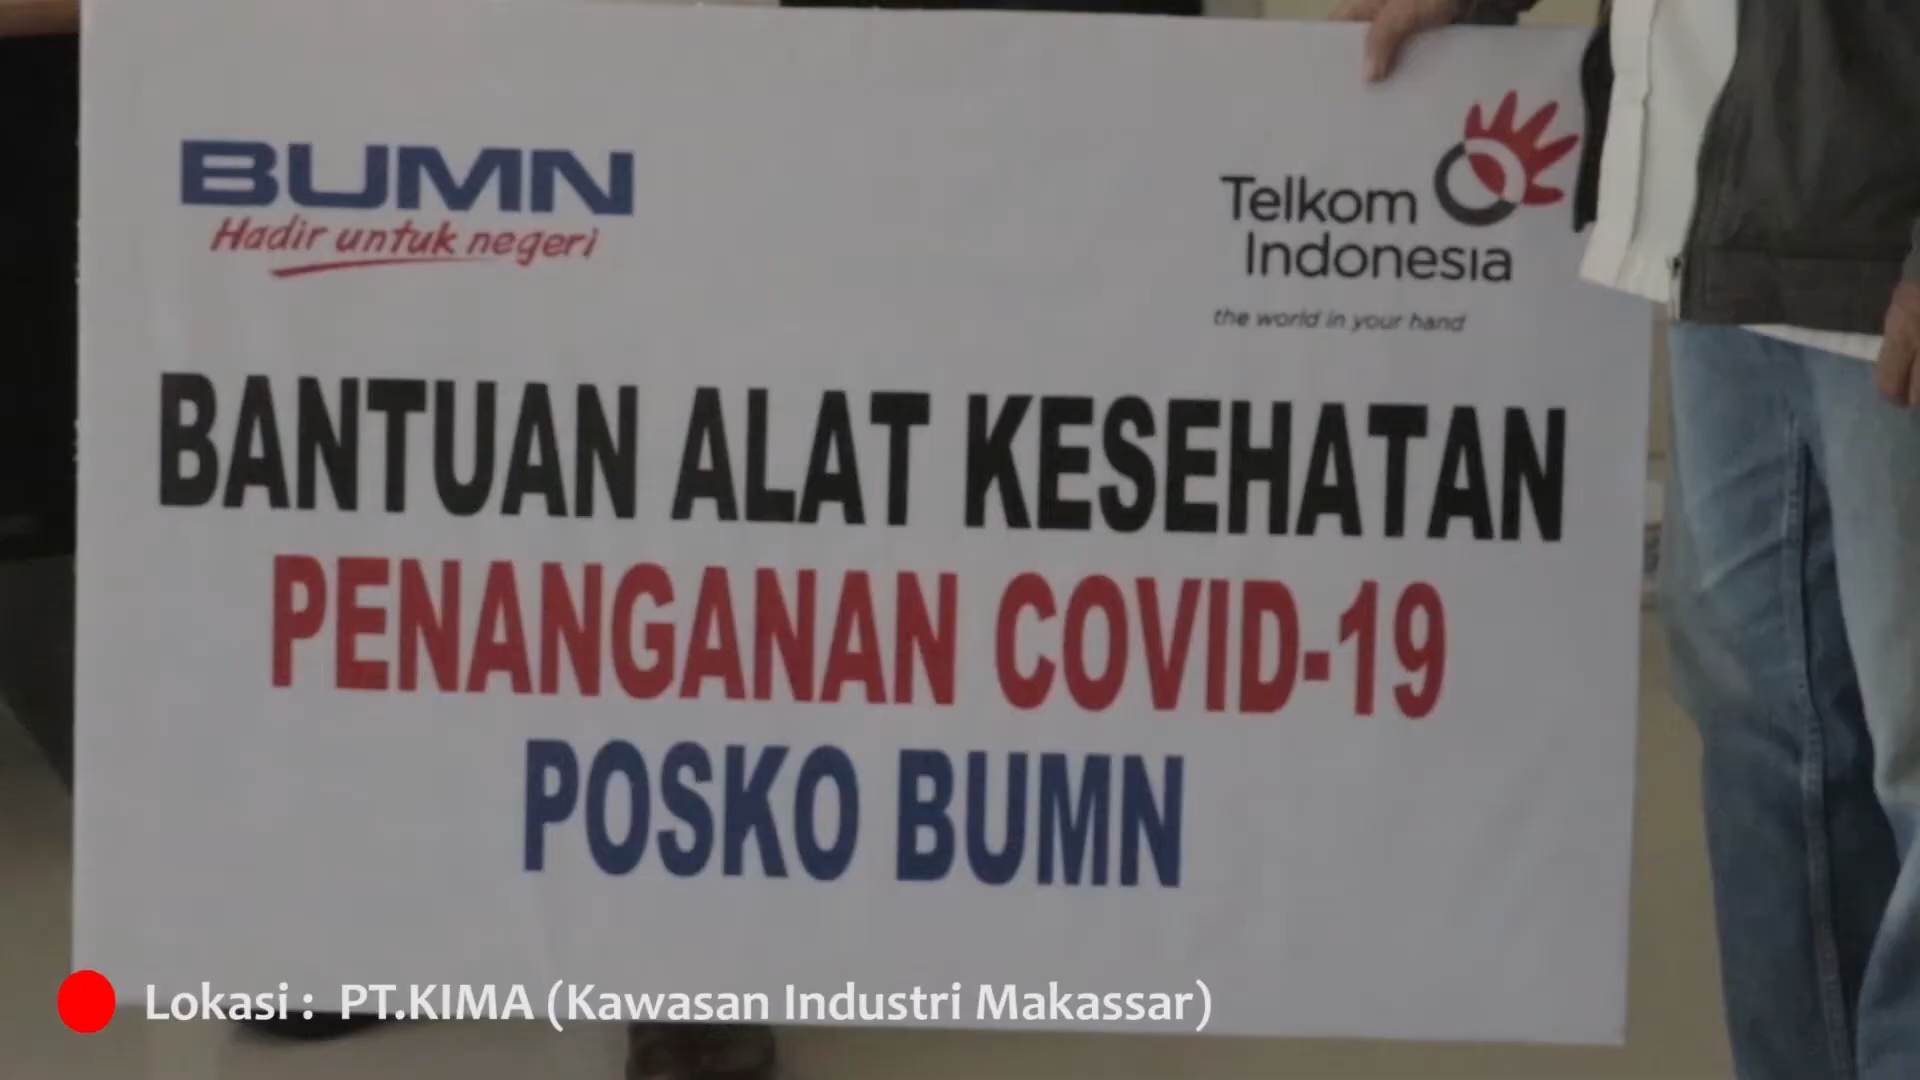 BUMN
Hadir untuk negeri
Telkom
Indonesia
the world in your hand
BANTUAN ALAT KESEHATAN
PENANGANAN COVID-19
POSKO BUMN
Lokasi : PT.KIMA (Kawasan Industri Makassar)